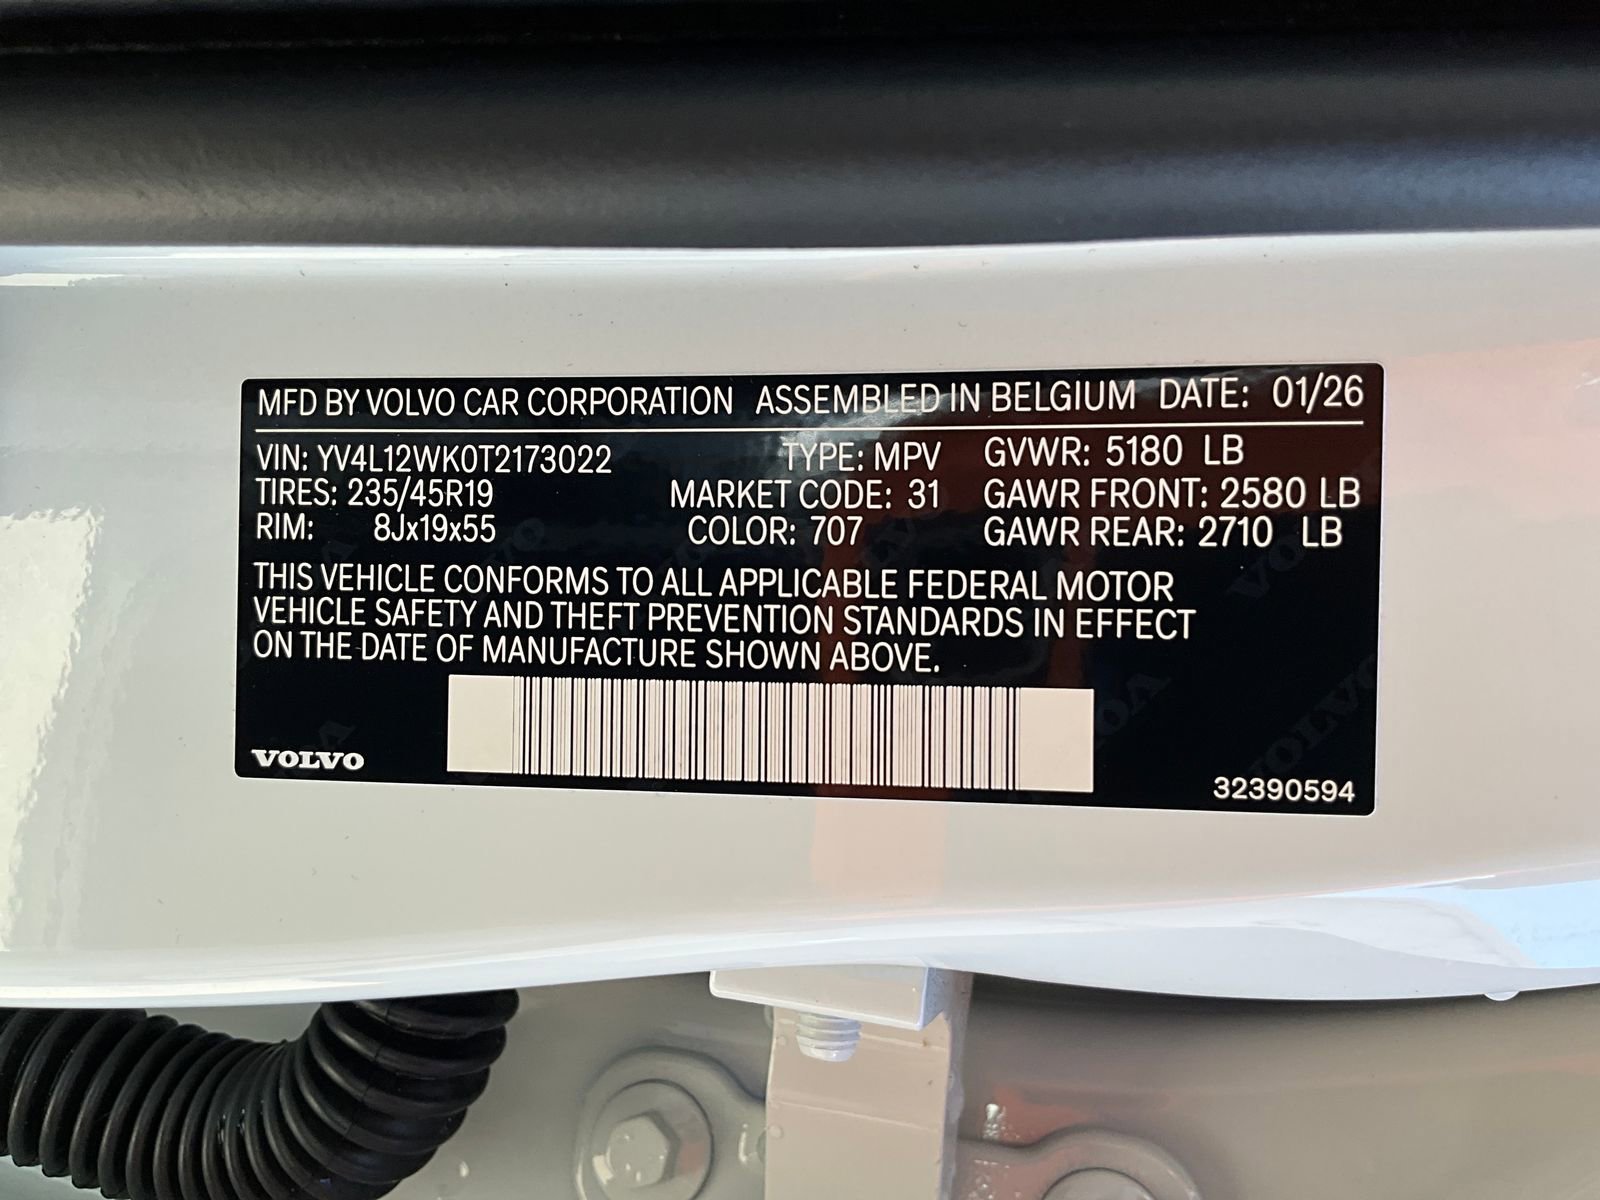 MFD BY VOLVO CAR CORPORATION ASSEMBLED IN BELGIUM DATE: 01/26
VIN: YV4L12WK0T2173022 TYPE: MPV GVWR: 5180 LB
TIRES: 235/45R19 MARKET CODE: 31 GAWR FRONT: 2580 LB
RIM: 8Jx19x55 COLOR: 707 GAWR REAR: 2710 LB
THIS VEHICLE CONFORMS TO ALL APPLICABLE FEDERAL MOTOR
VEHICLE SAFETY AND THEFT PREVENTION STANDARDS IN EFFECT
ON THE DATE OF MANUFACTURE SHOWN ABOVE.
VOLVO
32390594